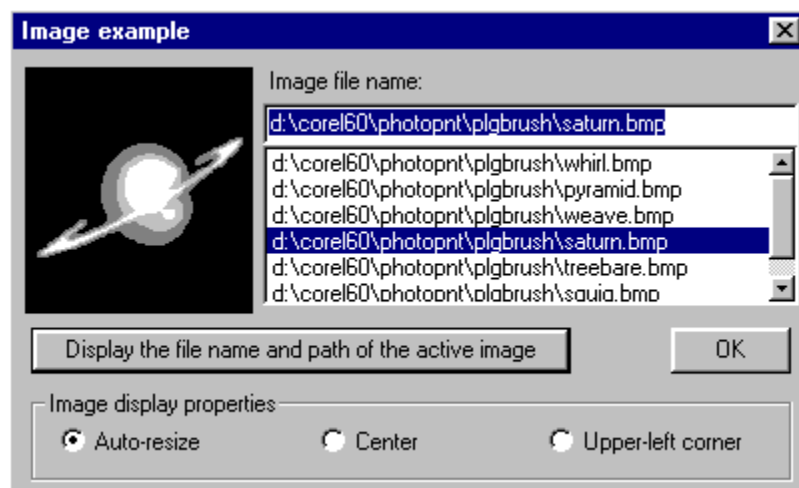 Image example
Image file name:
d:\corel60\photopnt\plgbrush\saturn.bmp
d:\corel60\photopnt\plgbrush\whirl.bmp
d:\corel60\photopnt\plgbrush\pyramid.bmp
d:\corel60\photopnt\plgbrush\weave.bmp
d:\corel60\photopnt\plgbrush\saturn.bmp
d:\corel60\photopnt\plgbrush\treebare.bmp
d:\corel60\photopnt\plgbrush\squig.bmp
Display the file name and path of the active image
OK
Image display properties
Auto-resize
Center
Upper-left corner